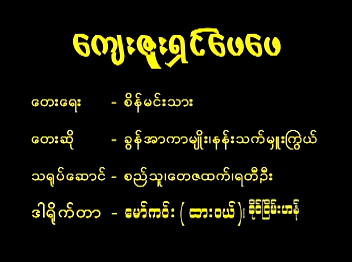 ကျေးဇူးရှင်ဖေဖေ
တေးရေး - စိန်မင်းသား
တေးဆို - ခွန်အာကာမျိုး၊နန်းသက်မှူးကြွယ်
သရုပ်ဆောင် - စည်သူ၊တေဇထက်၊ရတီဦး
ဒါရိုက်တာ - မော်ကင်း ( ထားဝယ်)၊ ခိုင်ငြိမ်းဟန်